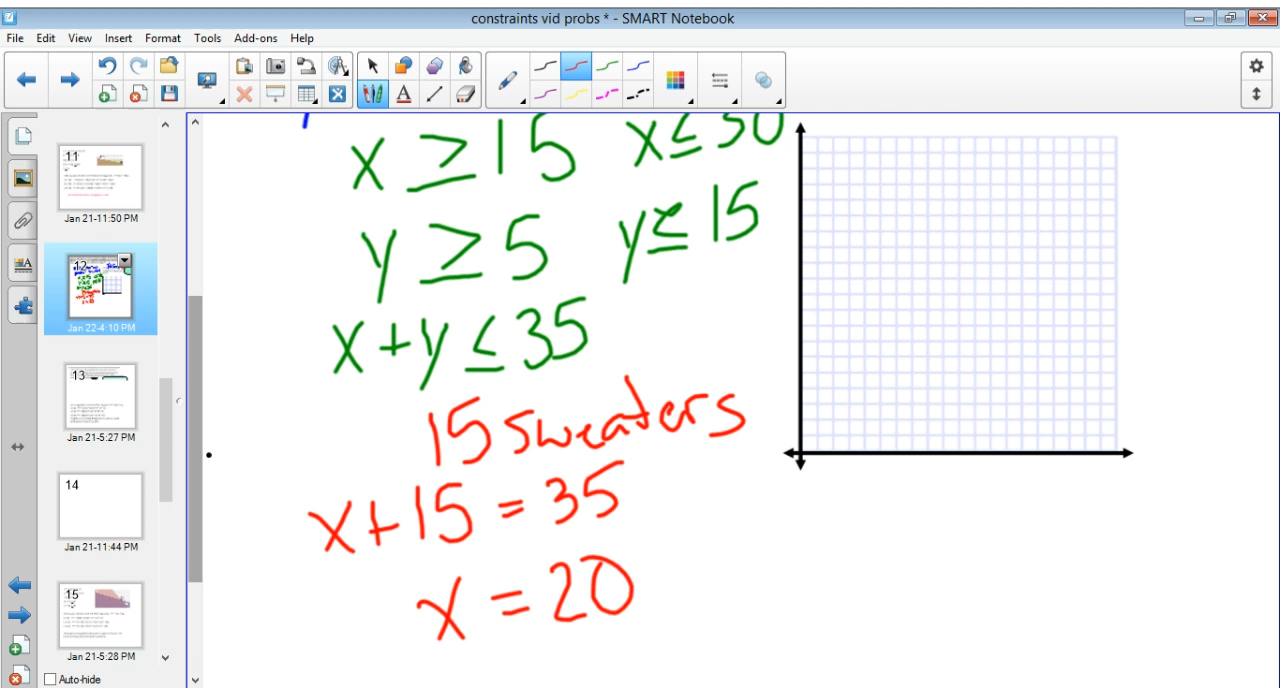 constraints vid probs * - SMART Notebook
File Edit View Insert Format Tools Add-ons Help
11
Jan 21-11:50 PM
12
Jan 22-4:10 PM
13
Jan 21-5:27 PM
14
Jan 21-11:44 PM
15
Jan 21-5:28 PM
Auto-hide
x ≥ 15 x ≤ 30
y ≥ 5 y ≤ 15
x + y ≤ 35
15 sweaters
x + 15 = 35
x = 20